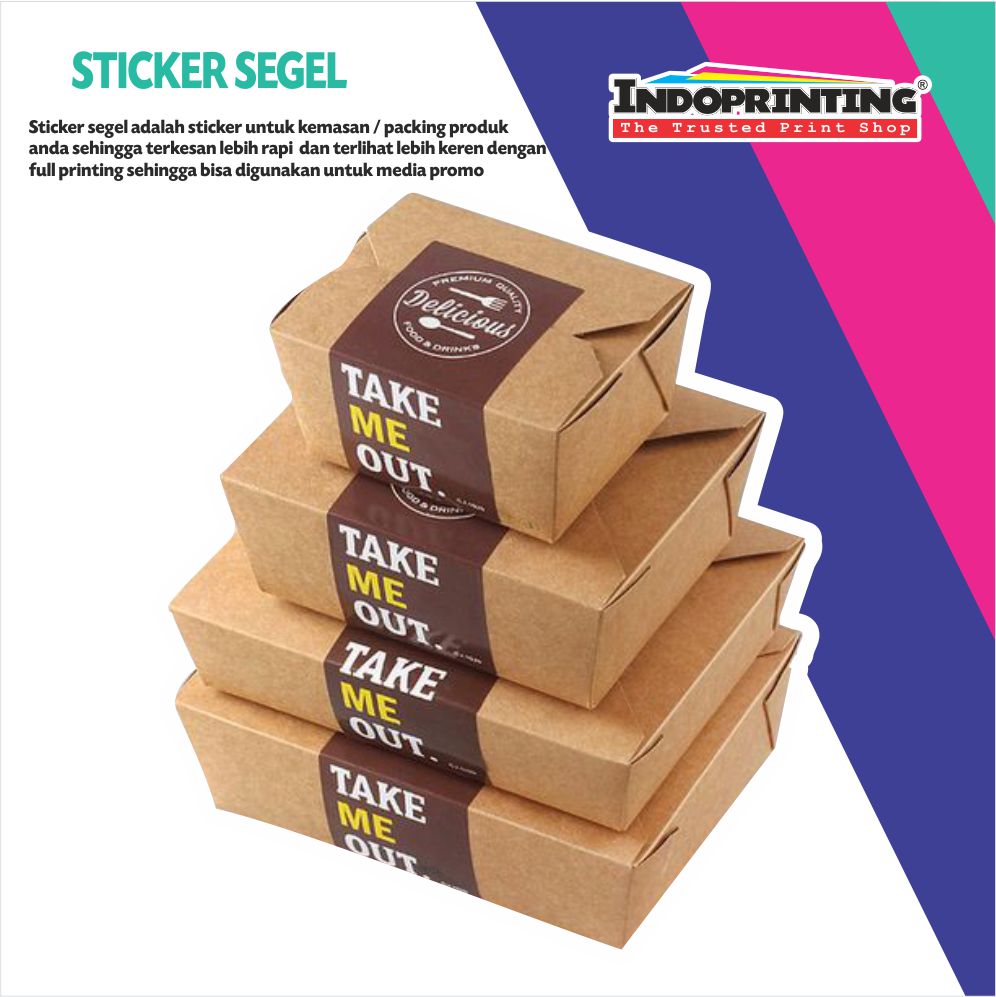 STICKER SEGEL
Sticker segel adalah sticker untuk kemasan / packing produk
anda sehingga terkesan lebih rapi dan terlihat lebih keren dengan
full printing sehingga bisa digunakan untuk media promo
INDOPRINTING®
The Trusted Print Shop
PREMIUM QUALITY
Delicious
FOOD & DRINKS
TAKE
ME
OUT.
OD & DRIN
TAKE
ME
OUT.
TAKE
ME
OUT.
TAKE
ME
OUT.